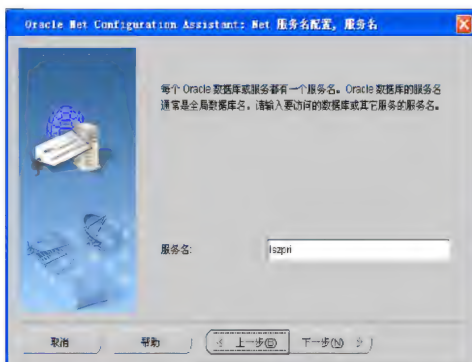 Oracle Net Configuration Assistant: Net 服务名配置, 服务名
每个 Oracle 数据库或服务都有一个服务名。Oracle 数据库的服务名
通常是全局数据库名，请输入要访问的数据库或其它服务的服务名。
服务名:
lszpri
取消
帮助
上一步(B)
下一步(N)